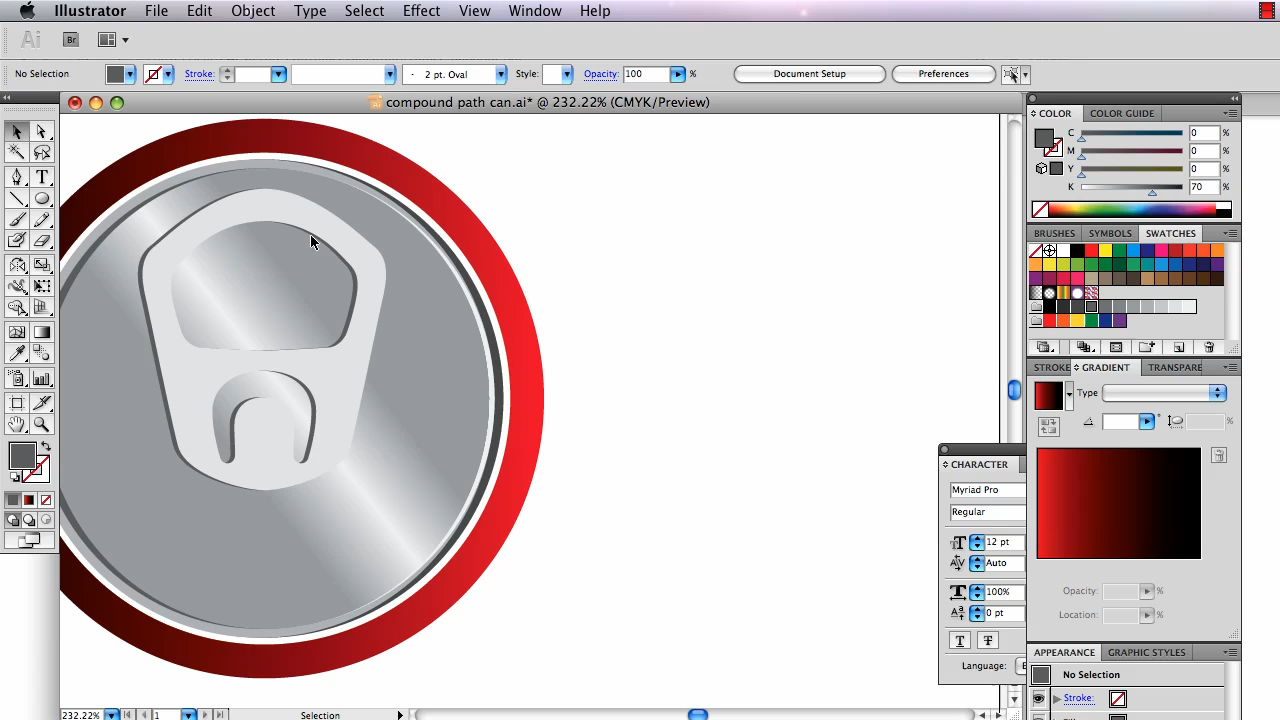 Illustrator File Edit Object Type Select Effect View Window Help
Ai Br
No Selection Stroke: - 2 pt. Oval Style: Opacity: 100 % Document Setup Preferences
compound path can.ai* @ 232.22% (CMYK/Preview)
COLOR COLOR GUIDE
C 0 %
M 0 %
Y 0 %
K 70 %
BRUSHES SYMBOLS SWATCHES
STROKE GRADIENT TRANSPARE
Type
° %
CHARACTER
Myriad Pro
Regular
12 pt
Auto
100%
0 pt
T T
Opacity: %
Location: %
Language: E
APPEARANCE GRAPHIC STYLES
No Selection
Stroke:
232.22% 1 Selection